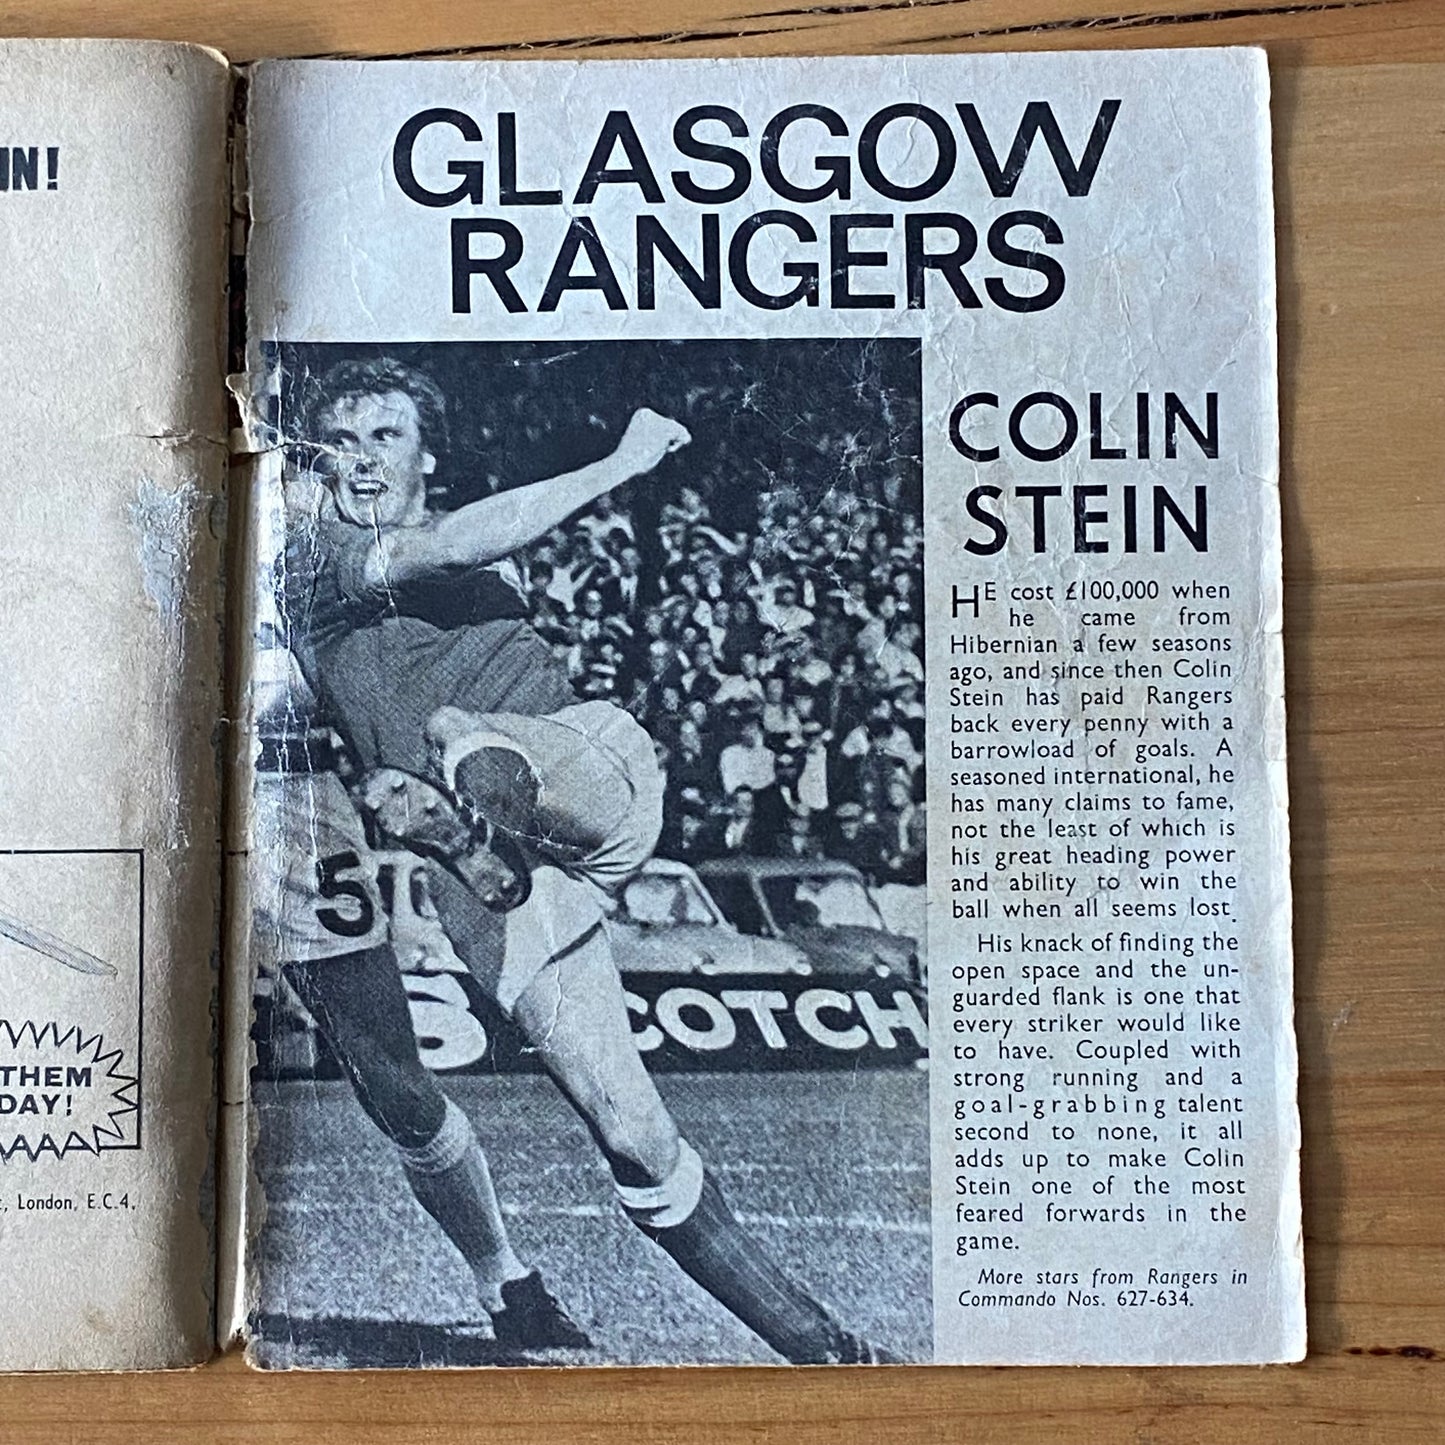 UN!
THEM
DAY!
, London, E.C.4.
GLASGOW
RANGERS
5
SCOTCH
COLIN
STEIN
HE cost £100,000 when
he came from
Hibernian a few seasons
ago, and since then Colin
Stein has paid Rangers
back every penny with a
barrowload of goals. A
seasoned international, he
has many claims to fame,
not the least of which is
his great heading power
and ability to win the
ball when all seems lost.
His knack of finding the
open space and the un-
guarded flank is one that
every striker would like
to have. Coupled with
strong running and a
goal-grabbing talent
second to none, it all
adds up to make Colin
Stein one of the most
feared forwards in the
game.
More stars from Rangers in
Commando Nos. 627-634.